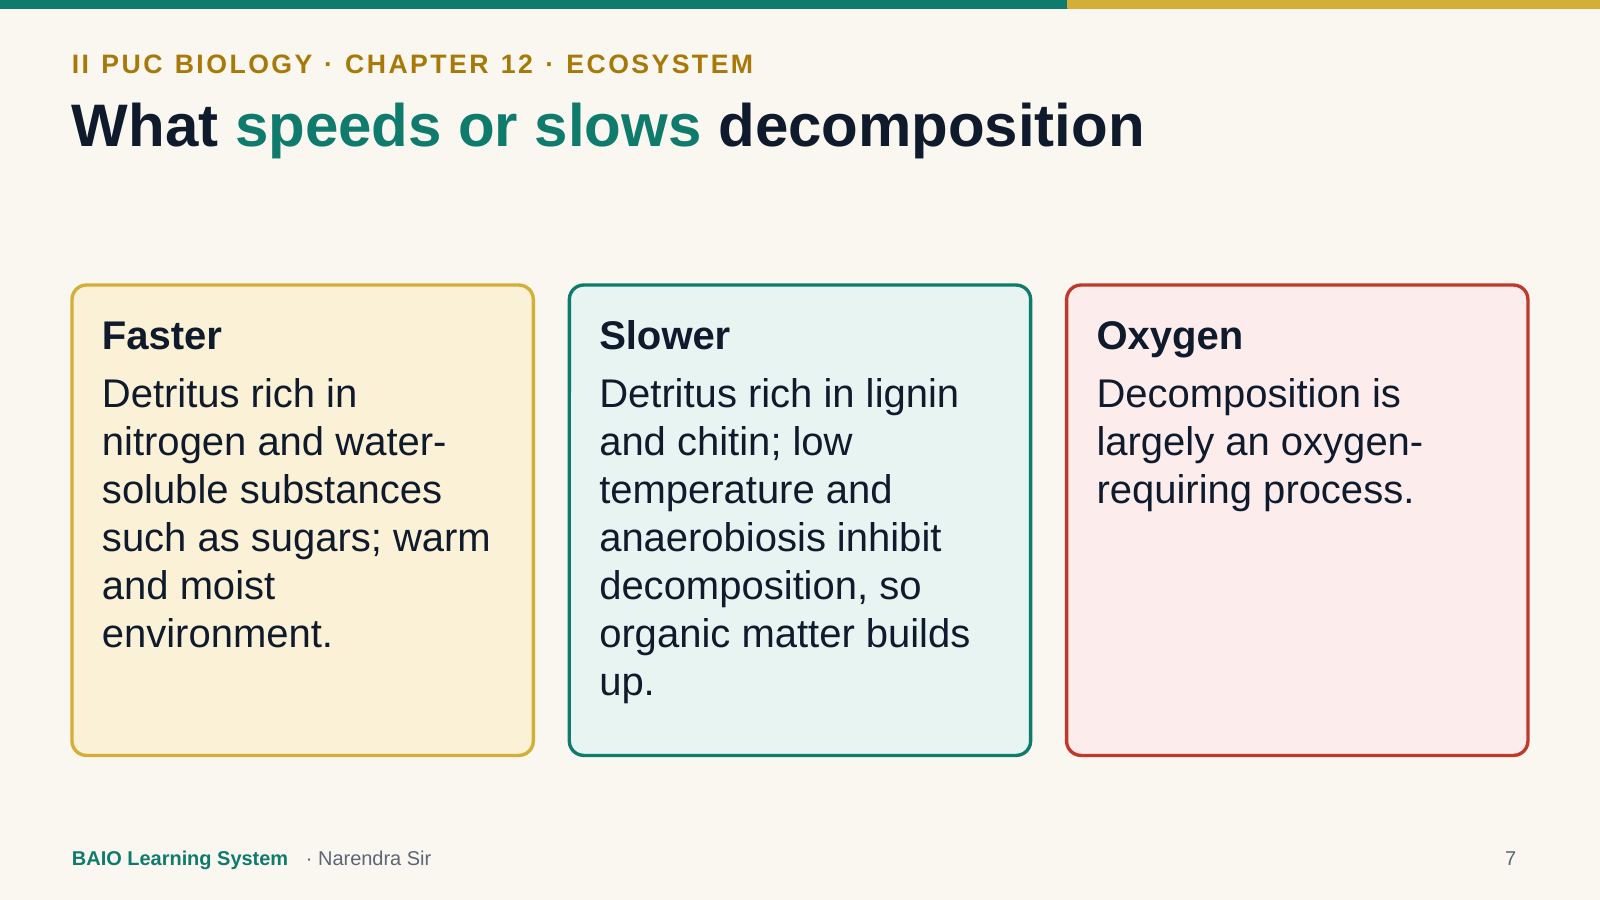 II PUC BIOLOGY · CHAPTER 12 · ECOSYSTEM
What speeds or slows decomposition
Faster
Detritus rich in
nitrogen and water-
soluble substances
such as sugars; warm
and moist
environment.
Slower
Detritus rich in lignin
and chitin; low
temperature and
anaerobiosis inhibit
decomposition, so
organic matter builds
up.
Oxygen
Decomposition is
largely an oxygen-
requiring process.
BAIO Learning System · Narendra Sir
7